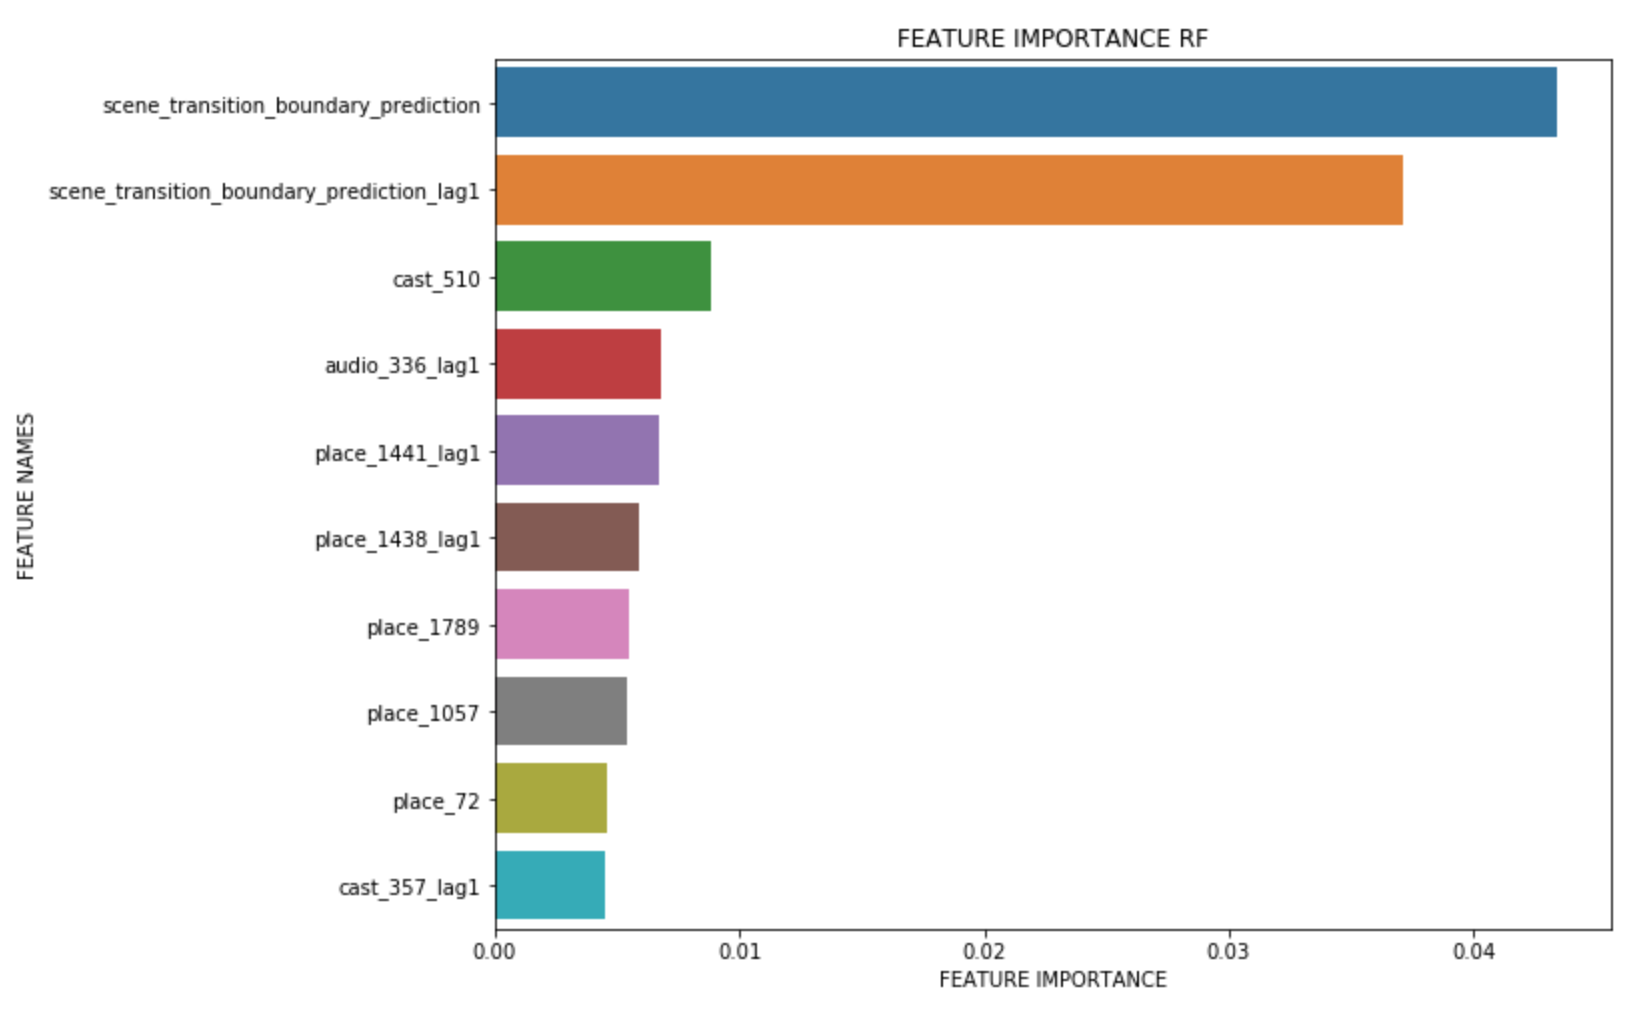 FEATURE IMPORTANCE RF
scene_transition_boundary_prediction
scene_transition_boundary_prediction_lag1
cast_510
audio_336_lag1
place_1441_lag1
place_1438_lag1
place_1789
place_1057
place_72
cast_357_lag1
FEATURE NAMES
0.00 0.01 0.02 0.03 0.04
FEATURE IMPORTANCE